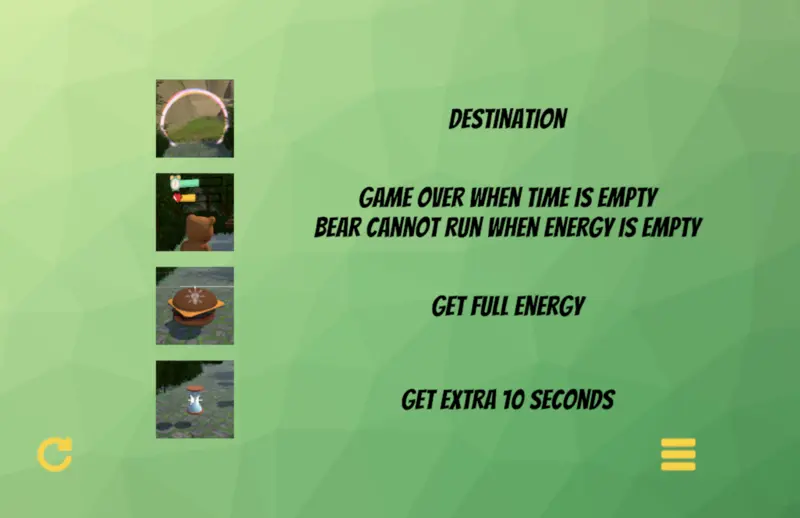 DESTINATION
GAME OVER WHEN TIME IS EMPTY
BEAR CANNOT RUN WHEN ENERGY IS EMPTY
GET FULL ENERGY
GET EXTRA 10 SECONDS